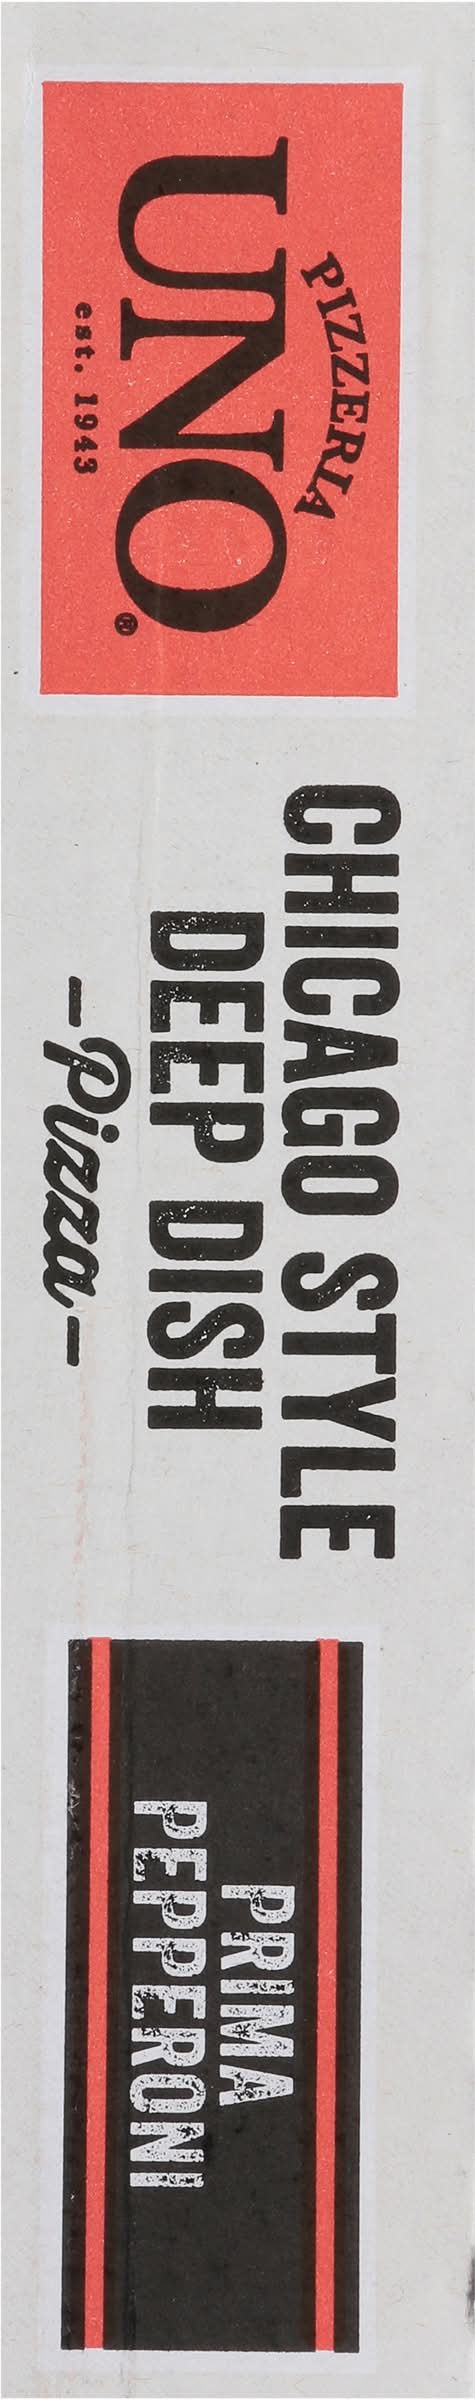 PIZZERIA
UNO®
est. 1943
CHICAGO STYLE
DEEP DISH
– Pizza –
PRIMA
PEPPERONI